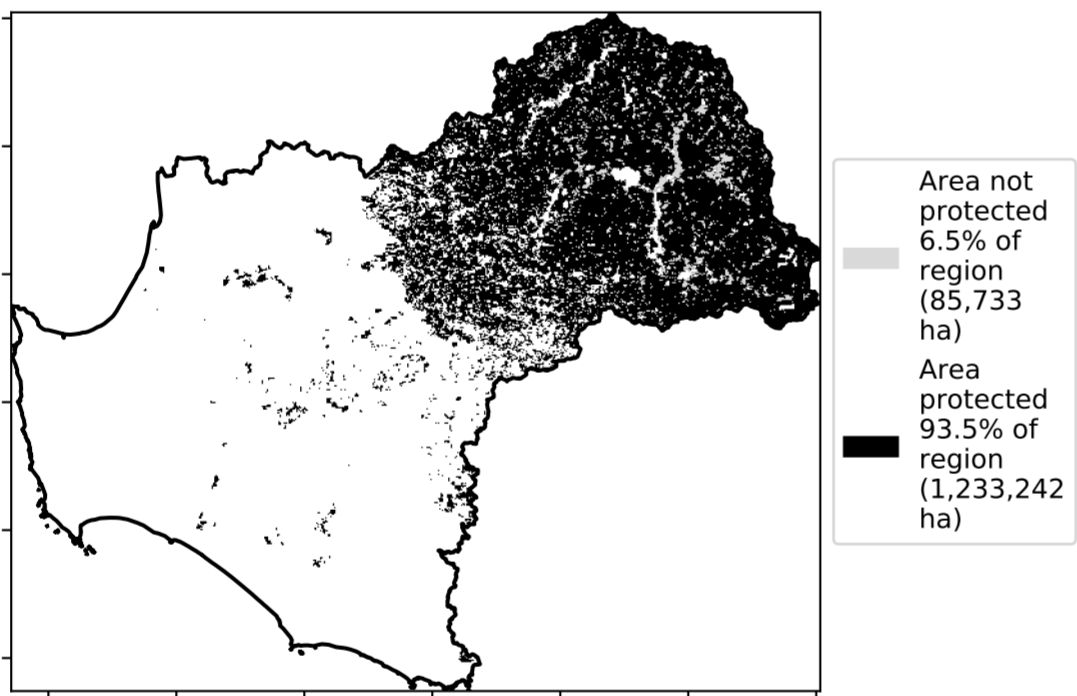 Area not
protected
6.5% of
region
(85,733
ha)
Area
protected
93.5% of
region
(1,233,242
ha)